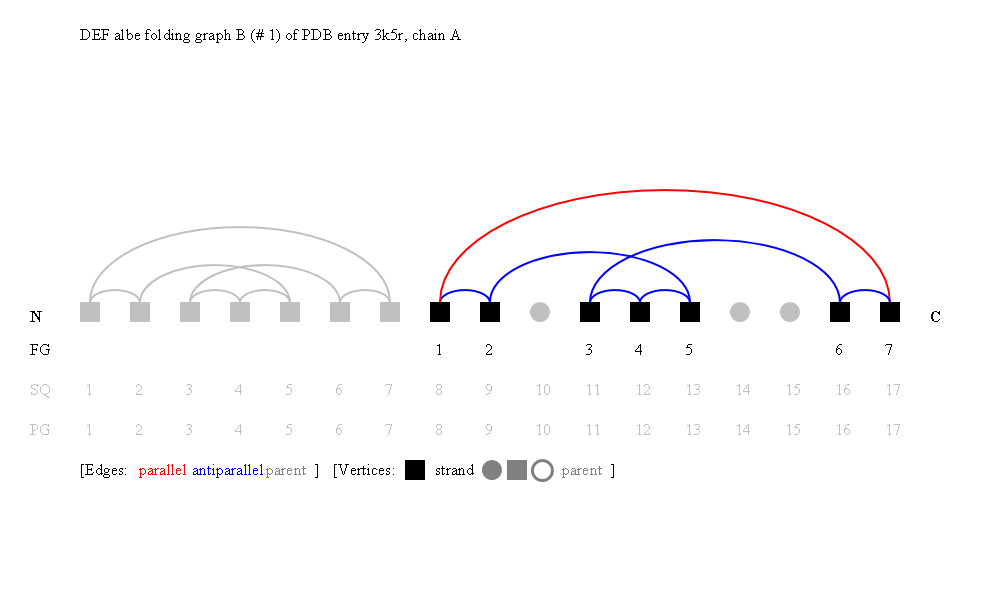 DEF albe folding graph B (# 1) of PDB entry 3k5r, chain A
N C
FG 1 2 3 4 5 6 7
SQ 1 2 3 4 5 6 7 8 9 10 11 12 13 14 15 16 17
PG 1 2 3 4 5 6 7 8 9 10 11 12 13 14 15 16 17
[Edges: parallel antiparallel parent ] [Vertices: strand parent ]